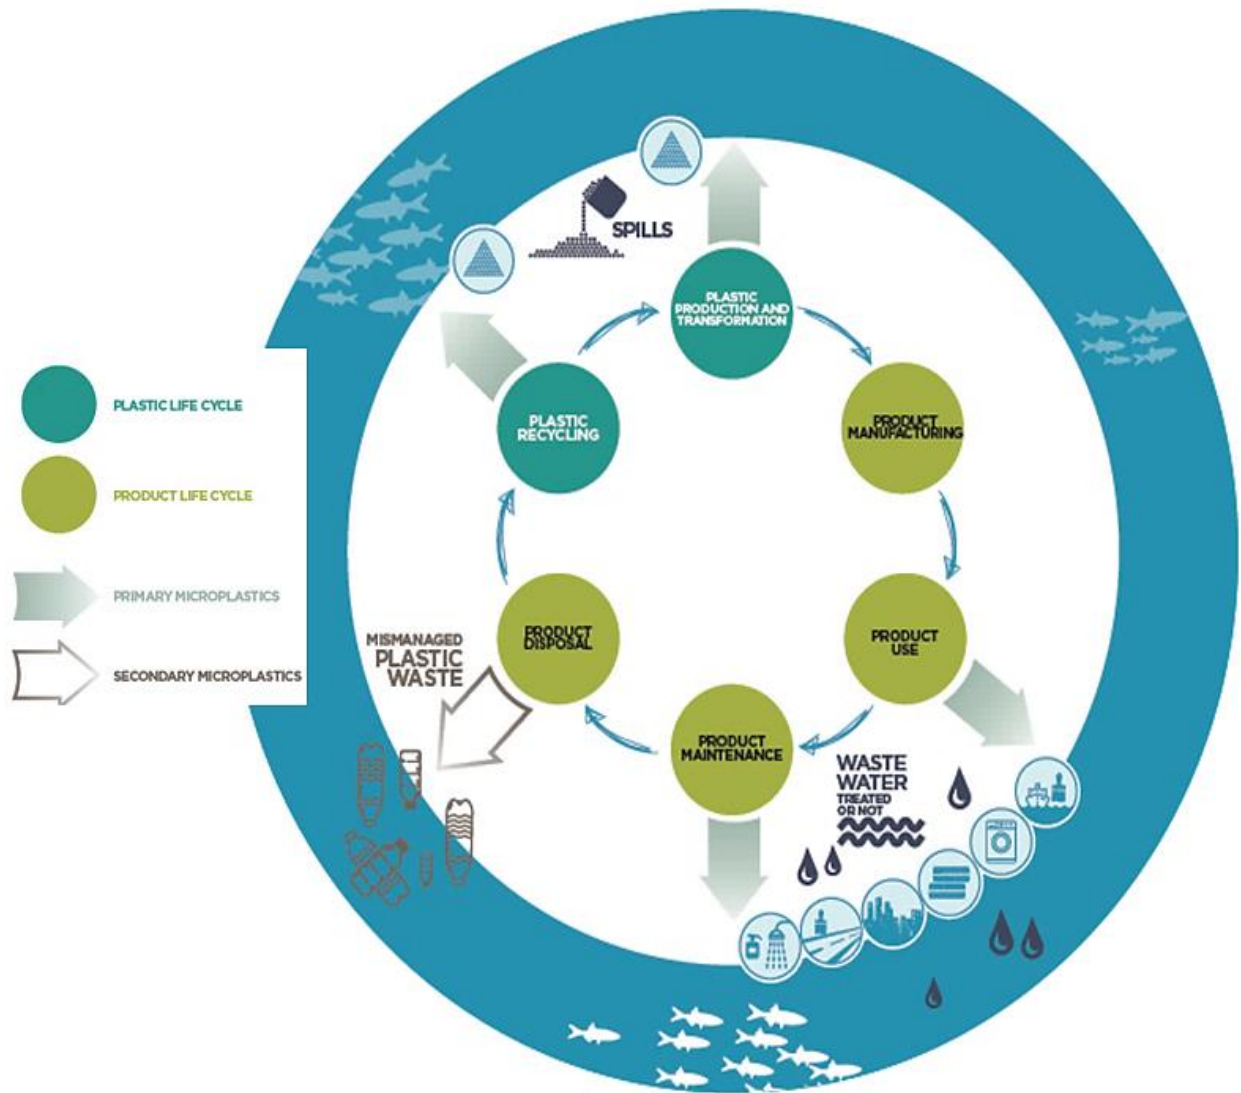 SPILLS
PLASTIC
PRODUCTION AND
TRANSFORMATION
PRODUCT
MANUFACTURING
PLASTIC
RECYCLING
PLASTIC LIFE CYCLE
PRODUCT LIFE CYCLE
PRIMARY MICROPLASTICS
SECONDARY MICROPLASTICS
MISMANAGED
PLASTIC
WASTE
PRODUCT
DISPOSAL
PRODUCT
USE
PRODUCT
MAINTENANCE
WASTE
WATER
TREATED
OR NOT